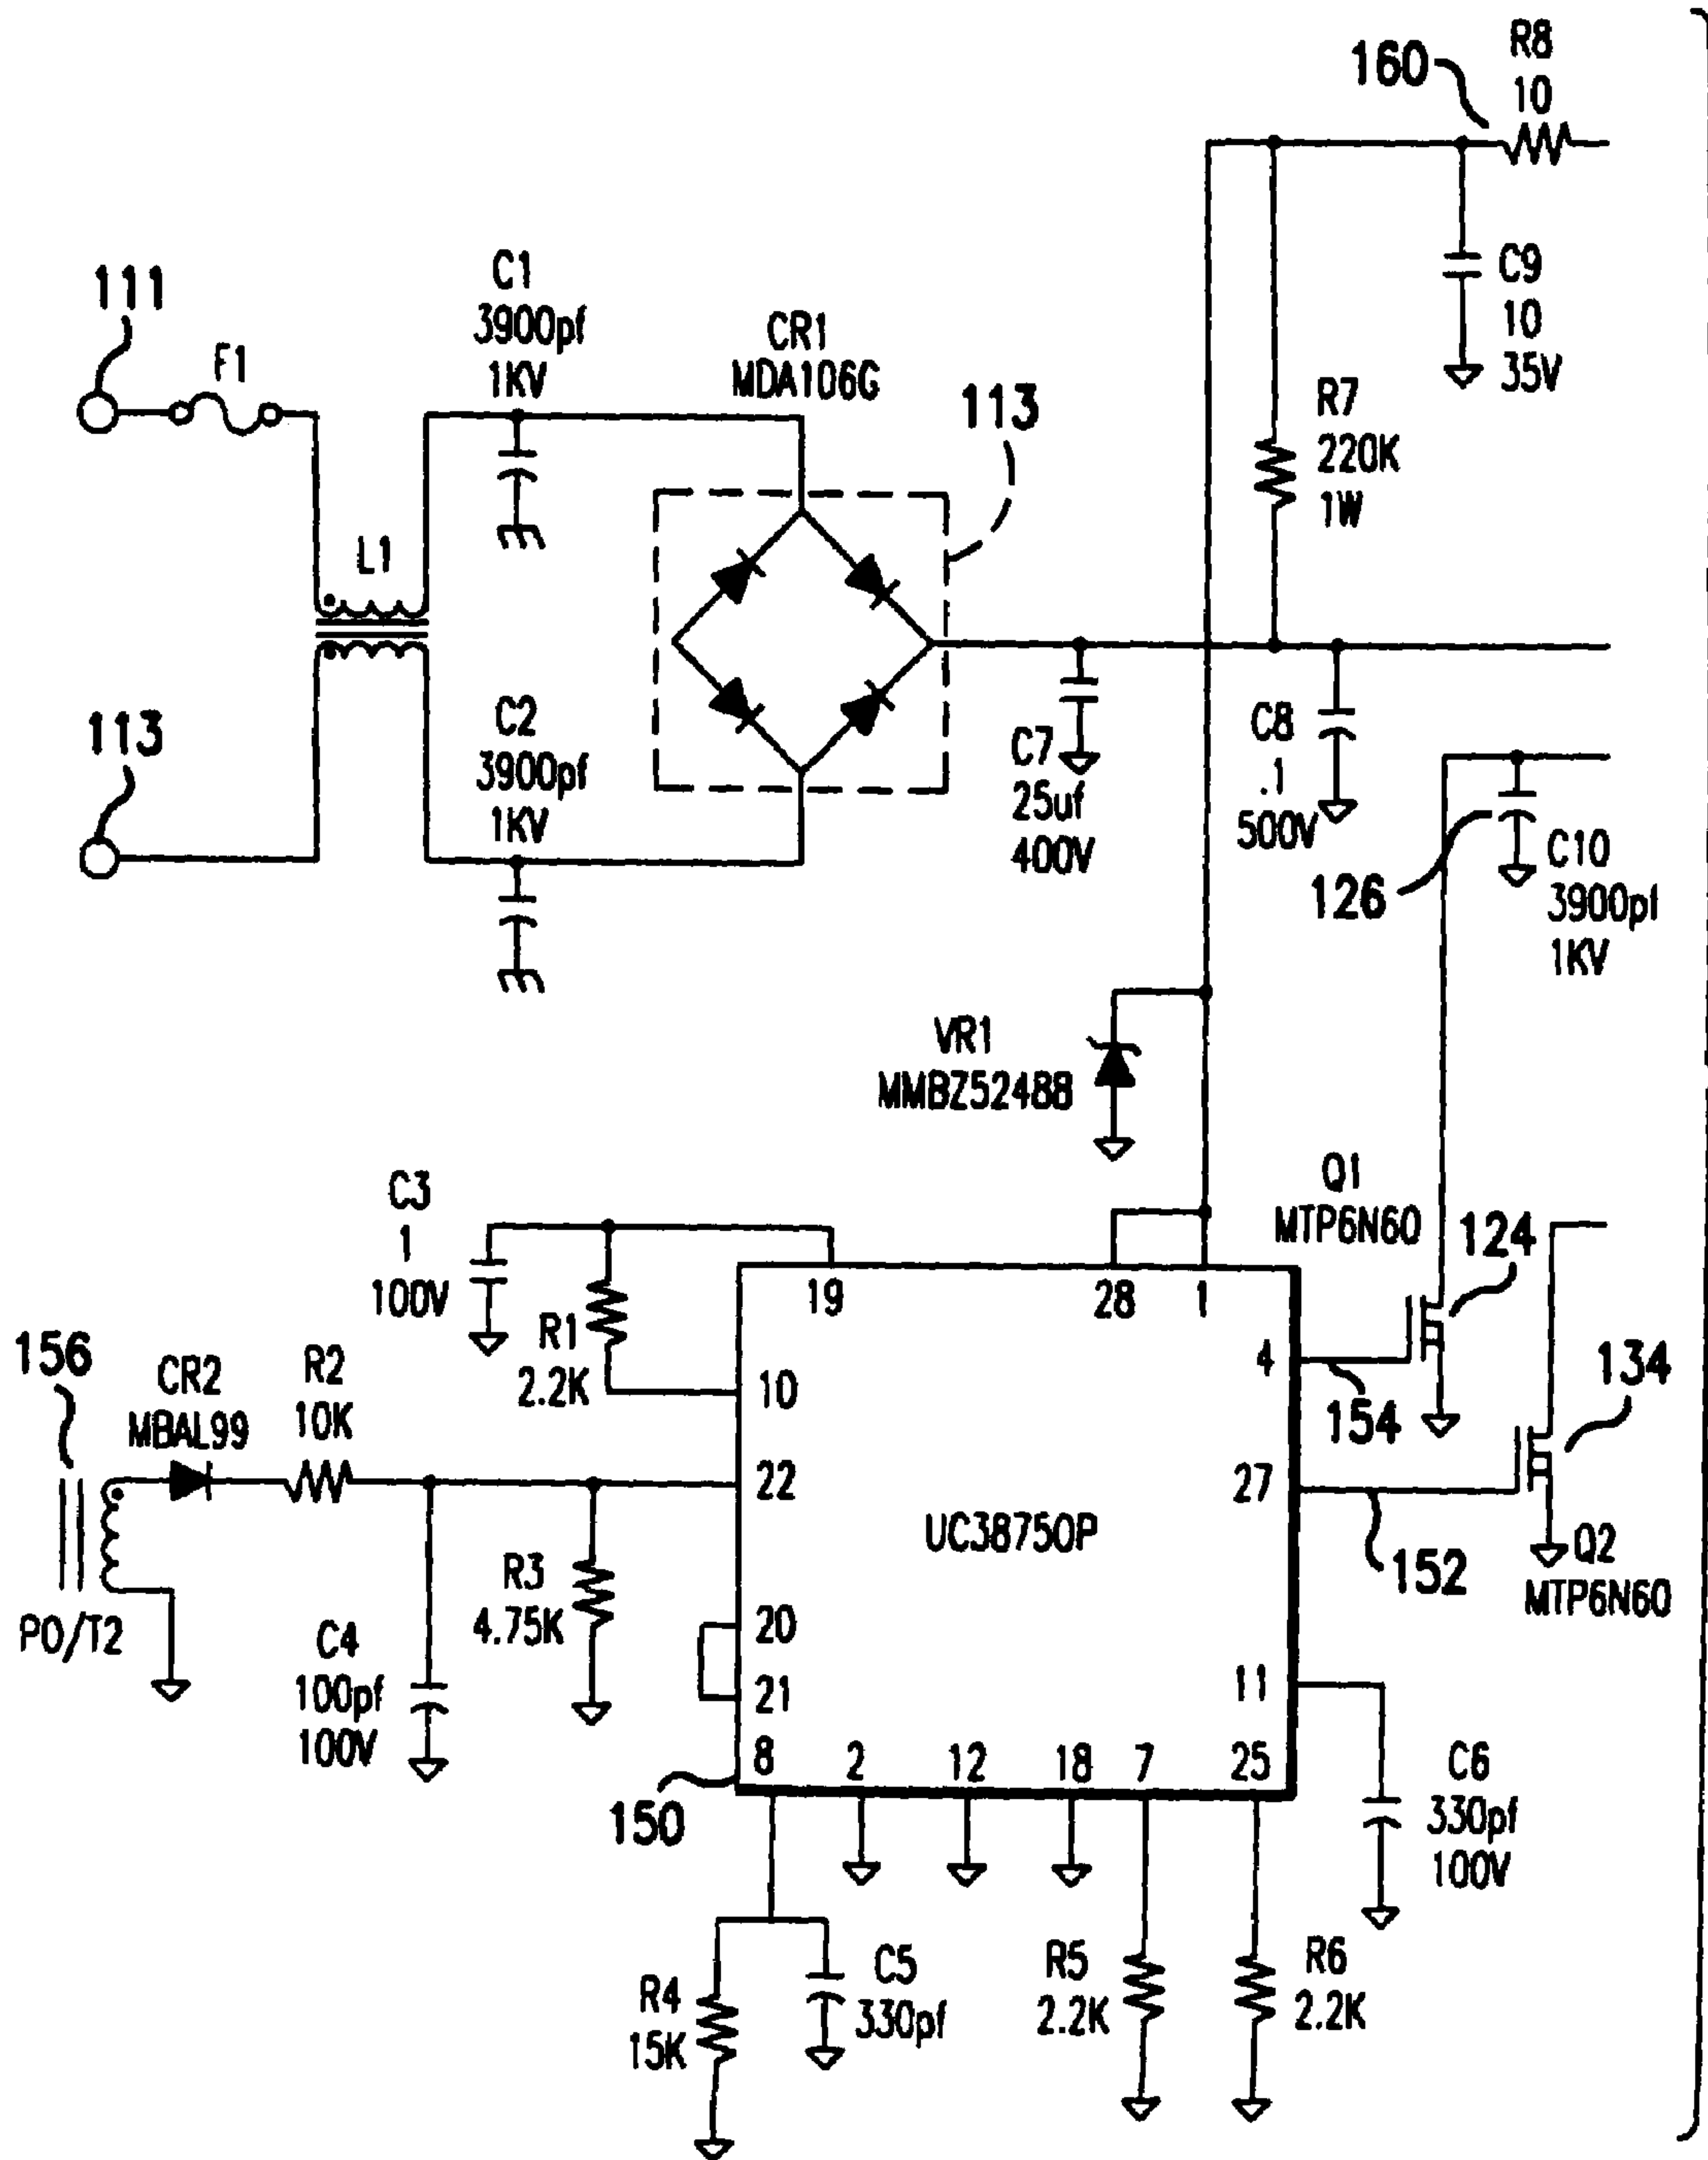 160
R8
10
111
F1
C1
3900pf
1KV
CR1
MDA106G
113
C9
10
35V
R7
220K
1W
L1
113
C2
3900pf
1KV
C7
25uf
400V
C8
.1
500V
126
C10
3900pf
1KV
VR1
MMBZ5248B
C3
1
100V
R1
2.2K
19
28
1
Q1
MTP6N60
124
156
CR2
MBAL99
R2
10K
10
4
154
134
22
27
UC38750P
152
Q2
MTP6N60
PO/T2
C4
100pf
100V
R3
4.75K
20
21
11
8
2
12
18
7
25
150
C6
330pf
100V
R4
15K
C5
330pf
R5
2.2K
R6
2.2K